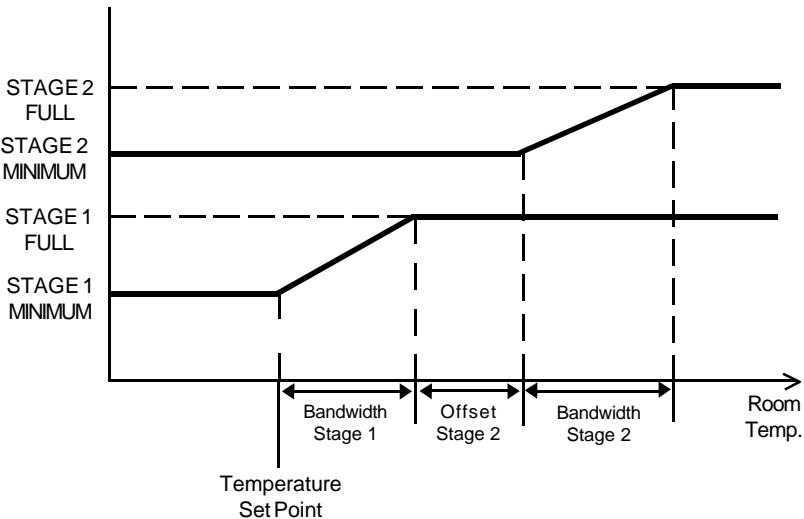 STAGE 2
FULL
STAGE 2
MINIMUM
STAGE 1
FULL
STAGE 1
MINIMUM
Bandwidth
Stage 1
Offset
Stage 2
Bandwidth
Stage 2
Room
Temp.
Temperature
Set Point